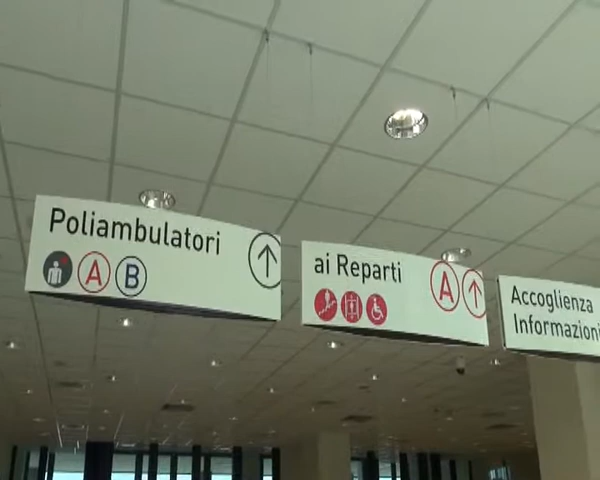 Poliambulatori
A B
ai Reparti
A
Accoglienza
Informazioni